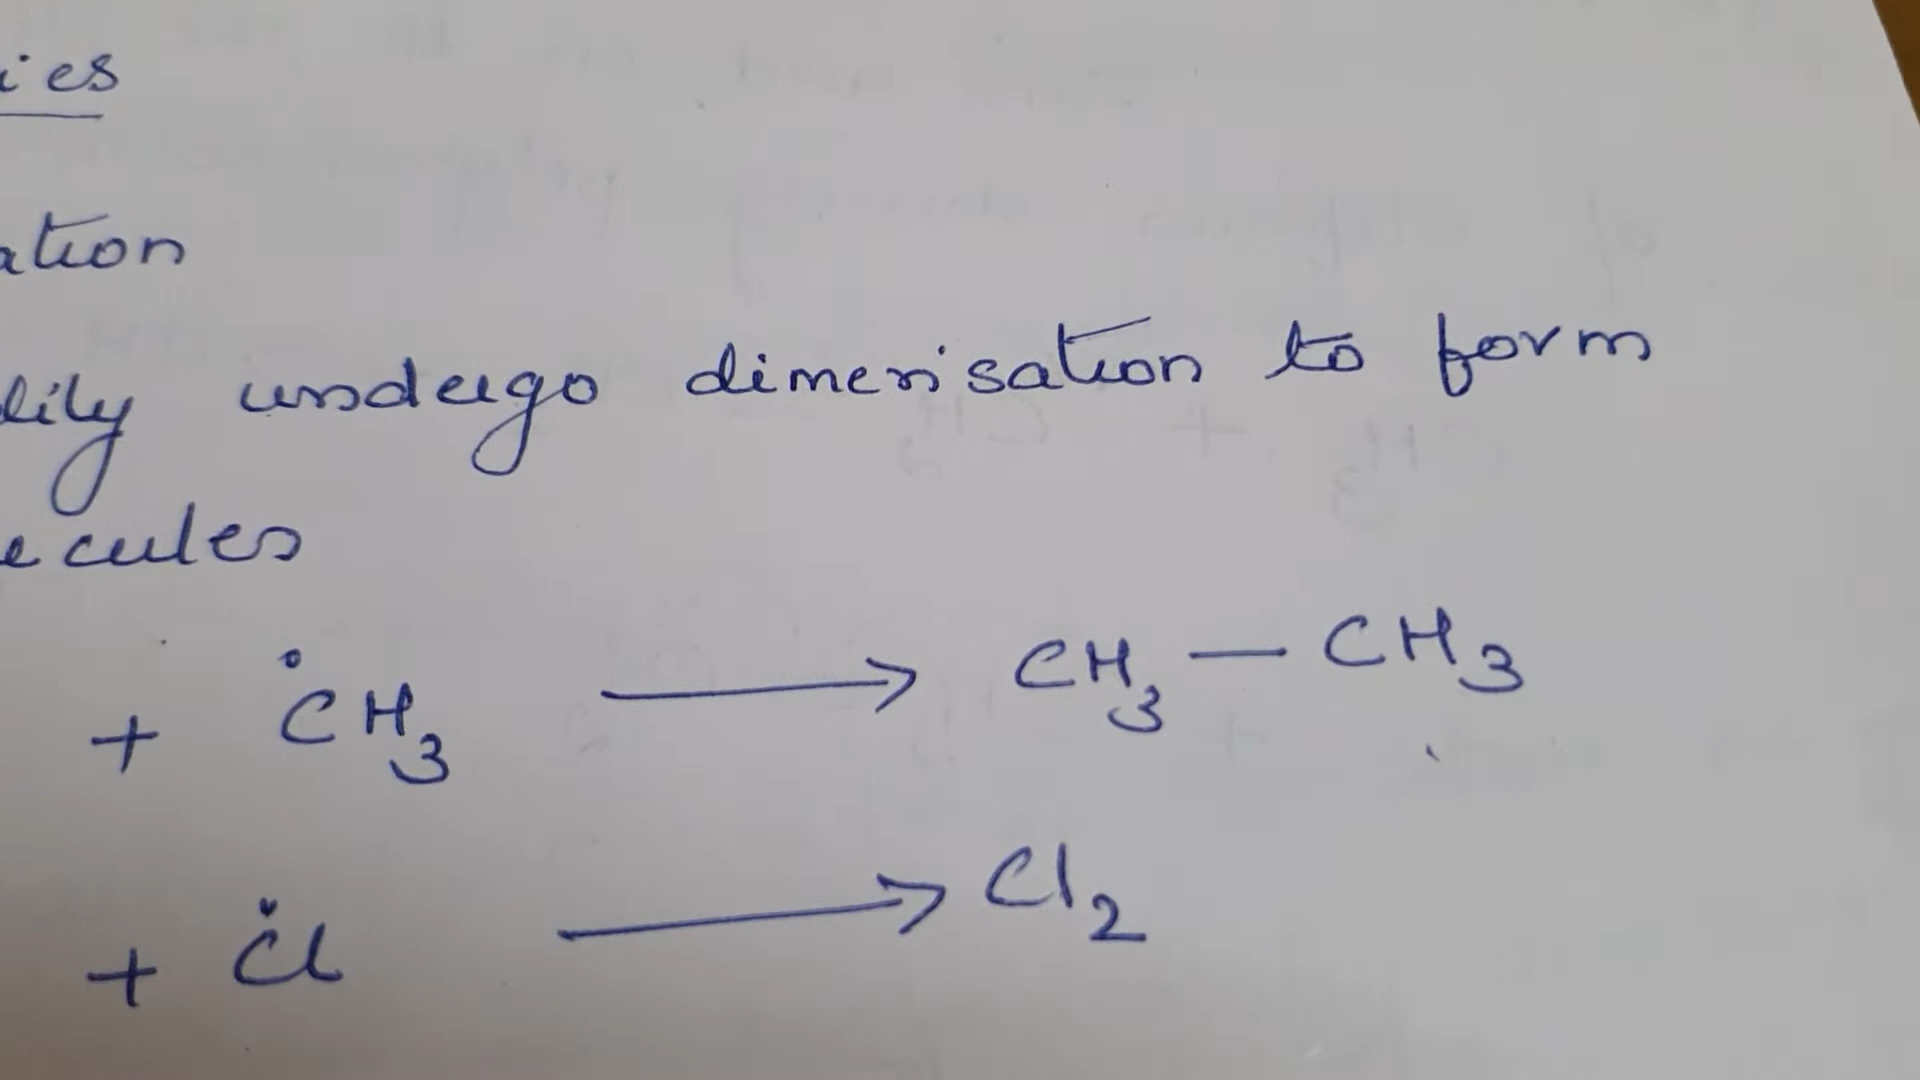 ies
ation
lily undergo dimerisation to form
ecules
+ ĊH₃ ⟶ CH₃ — CH₃
+ Ċl ⟶ Cl₂